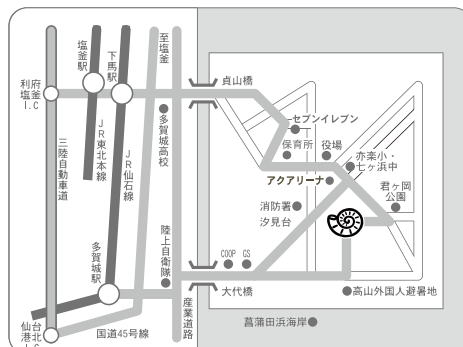 塩釜駅
下馬駅
至塩釜
利府
塩釜
I.C
貞山橋
セブンイレブン
保育所
役場
多賀城高校
亦楽小・
七ヶ浜中
アクアリーナ
三陸自動車道
JR東北本線
JR仙石線
君ヶ岡
公園
消防署
汐見台
多賀城駅
陸上自衛隊
COOP
GS
大代橋
高山外国人避暑地
仙台
港北
I.C
国道45号線
産業道路
菖蒲田浜海岸